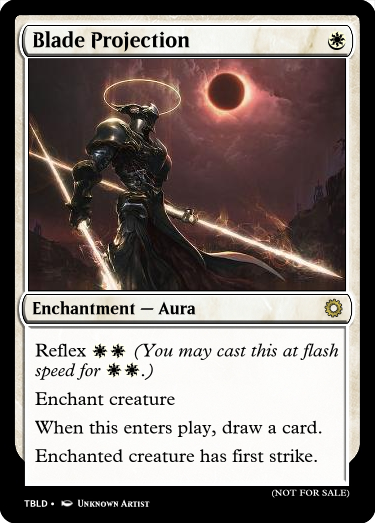 Blade Projection
Enchantment — Aura
Reflex (You may cast this at flash
speed for .)
Enchant creature
When this enters play, draw a card.
Enchanted creature has first strike.
(NOT FOR SALE)
TBLD • Unknown Artist